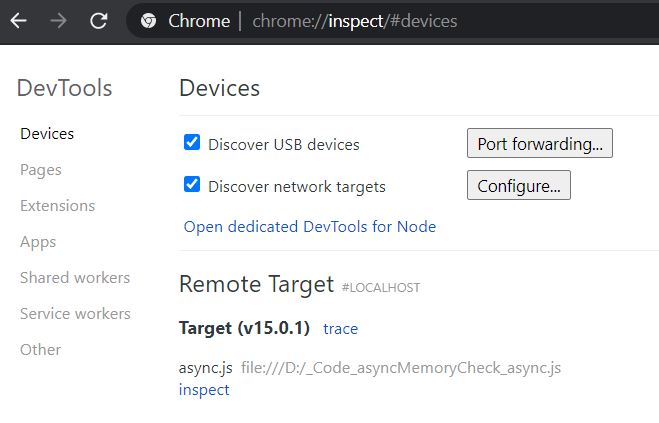 Chrome | chrome://inspect/#devices
DevTools
Devices
Pages
Extensions
Apps
Shared workers
Service workers
Other
Devices
Discover USB devices Port forwarding...
Discover network targets Configure...
Open dedicated DevTools for Node
Remote Target #LOCALHOST
Target (v15.0.1) trace
async.js file:///D:/_Code_asyncMemoryCheck_async.js
inspect